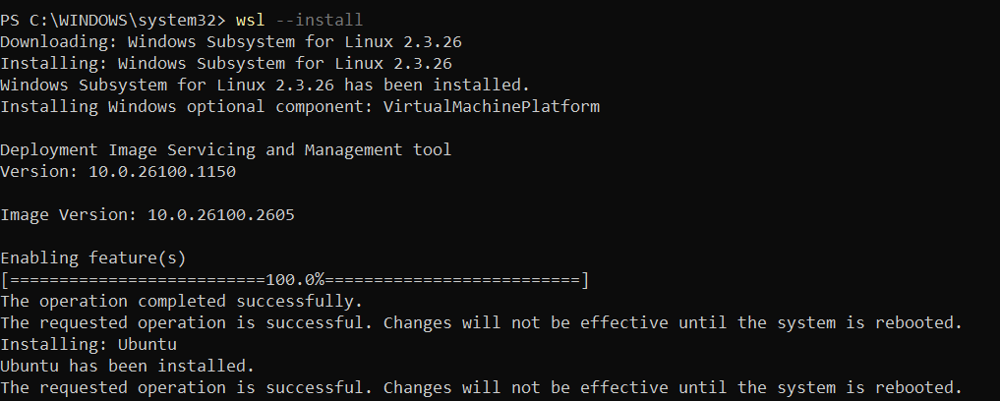 PS C:\WINDOWS\system32> wsl --install
Downloading: Windows Subsystem for Linux 2.3.26
Installing: Windows Subsystem for Linux 2.3.26
Windows Subsystem for Linux 2.3.26 has been installed.
Installing Windows optional component: VirtualMachinePlatform
Deployment Image Servicing and Management tool
Version: 10.0.26100.1150
Image Version: 10.0.26100.2605
Enabling feature(s)
[==========================100.0%==========================]
The operation completed successfully.
The requested operation is successful. Changes will not be effective until the system is rebooted.
Installing: Ubuntu
Ubuntu has been installed.
The requested operation is successful. Changes will not be effective until the system is rebooted.